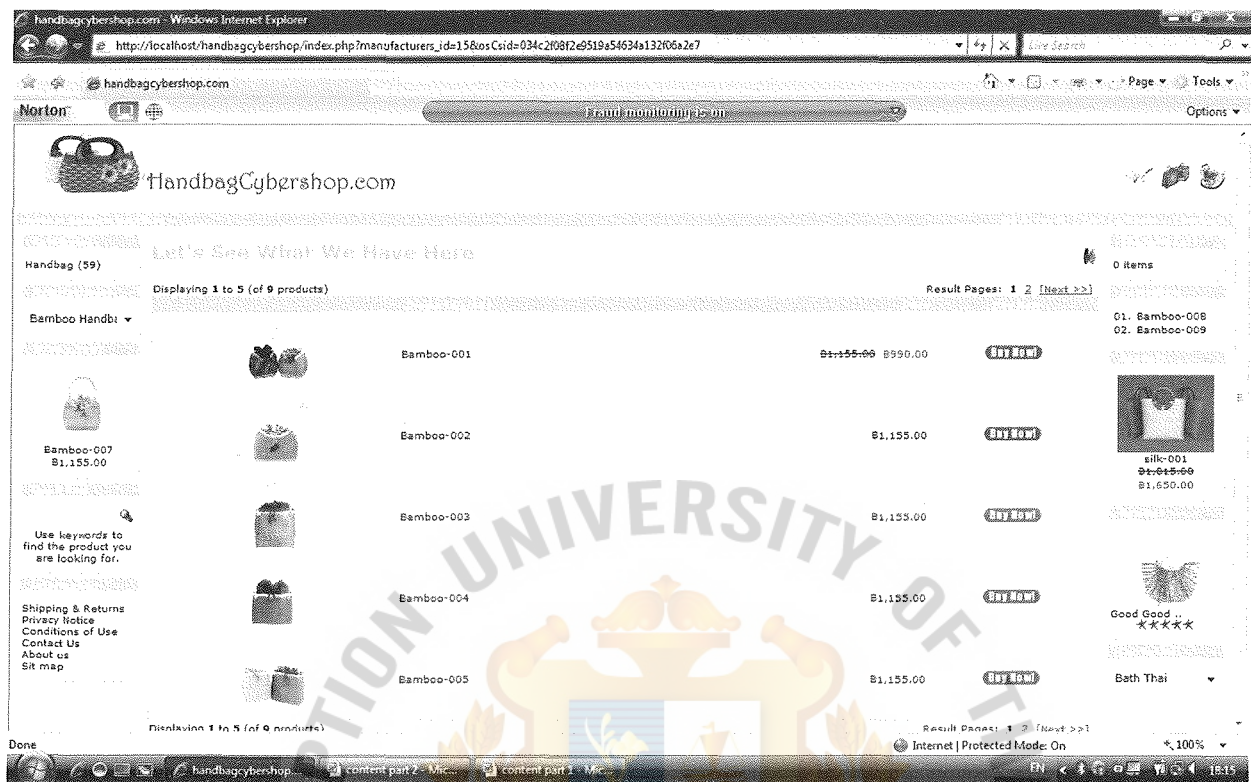 handbagcybershop.com - Windows Internet Explorer
http://localhost/handbagcybershop/index.php?manufacturers_id=15&osCsid=034c2f08f2e9519a54634a132f06a2e7
Live Search
handbagcybershop.com
Page Tools
Norton
Fraud monitoring is on
Options
HandbagCybershop.com
Let's See What We Have Here
Handbag (59)
0 items
Displaying 1 to 5 (of 9 products)
Result Pages: 1 2 [Next >>]
Bamboo Handba
01. Bamboo-008
02. Bamboo-009
Bamboo-001
฿1,155.00 ฿990.00
Bamboo-002
฿1,155.00
Bamboo-007
฿1,155.00
silk-001
฿1,815.00
฿1,650.00
Bamboo-003
฿1,155.00
Use keywords to
find the product you
are looking for.
Bamboo-004
฿1,155.00
Shipping & Returns
Privacy Notice
Conditions of Use
Contact Us
About us
Sit map
Good Good ..
Bamboo-005
฿1,155.00
Bath Thai
Displaying 1 to 5 (of 9 products)
Result Pages: 1 2 [Next >>]
UNIVERSITY OF
Done
Internet | Protected Mode: On
100%
handbagcybershop....
content part 2 - Mic...
content part 1 - Mic...
EN
18:15